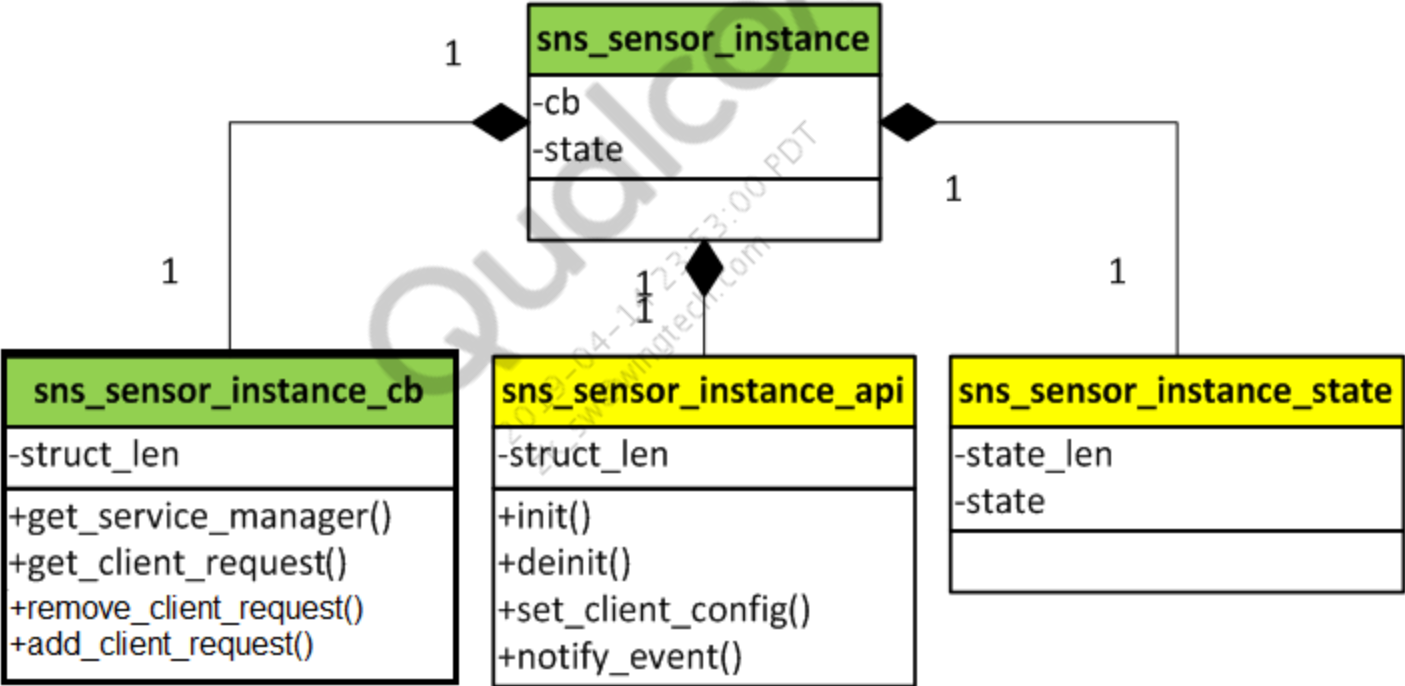 sns_sensor_instance
1
-cb
-state
1
1
1
1
1
Qualco
sns_sensor_instance_cb
-struct_len
+get_service_manager()
+get_client_request()
+remove_client_request()
+add_client_request()
sns_sensor_instance_api
-struct_len
+init()
+deinit()
+set_client_config()
+notify_event()
sns_sensor_instance_state
-state_len
-state